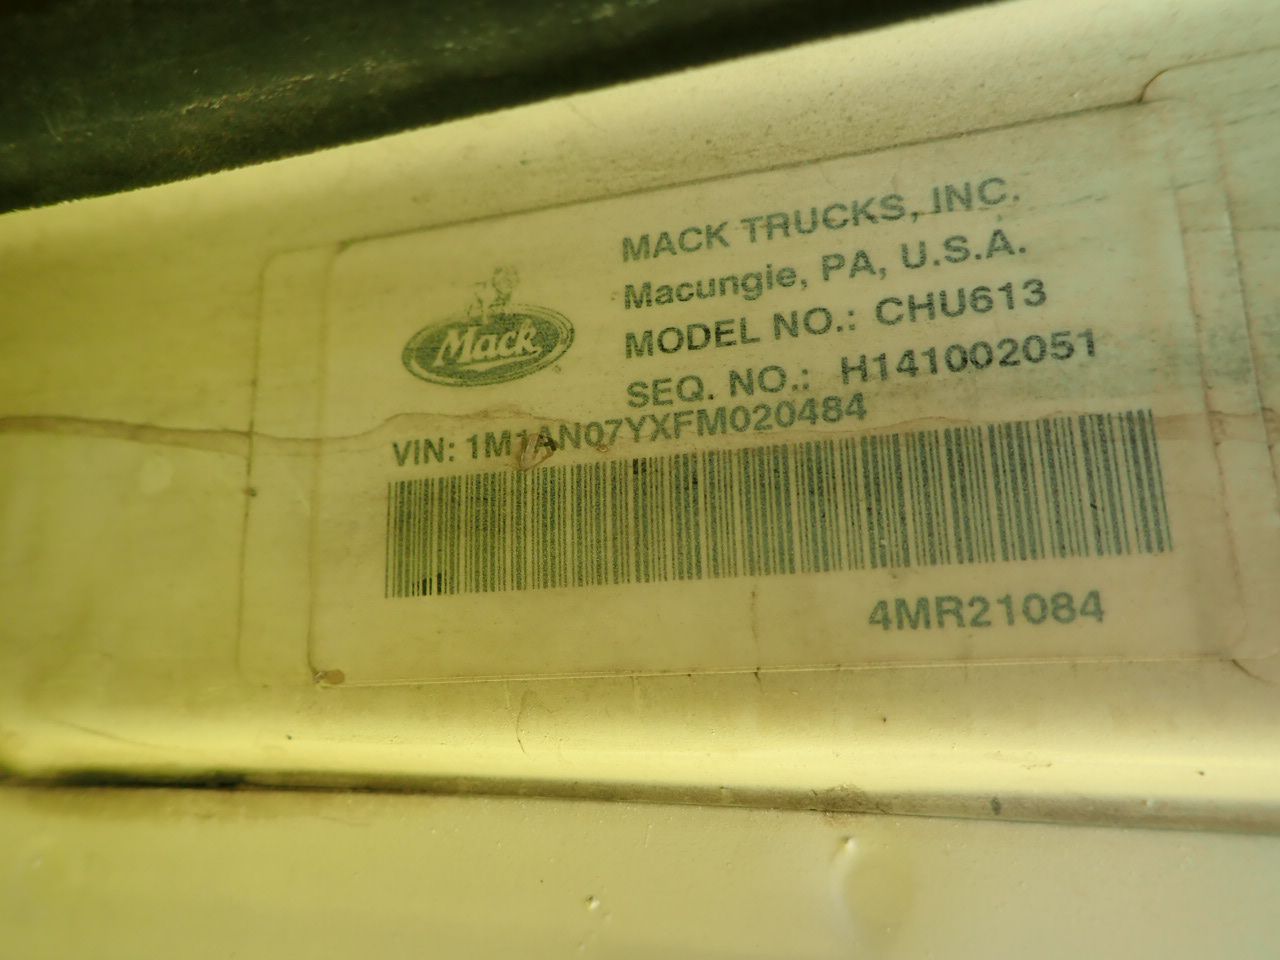 MACK TRUCKS, INC.
Macungie, PA, U.S.A.
MODEL NO.: CHU613
SEQ. NO.: H141002051
Mack
VIN: 1M1AN07YXFM020484
4MR21084